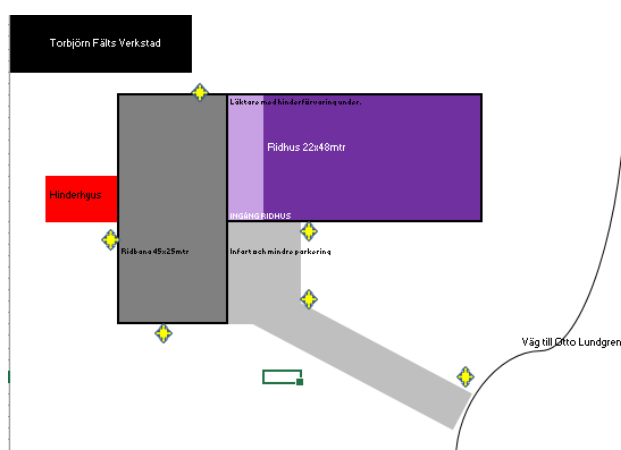 Torbjörn Fälts Verkstad
Läktare med hinderförvaring under.
Ridhus 22x48mtr
Hinderhjus
INGÅNG RIDHUS
Ridbana 45x25mtr
Infart och mindre parkering
Väg till Otto Lundgren